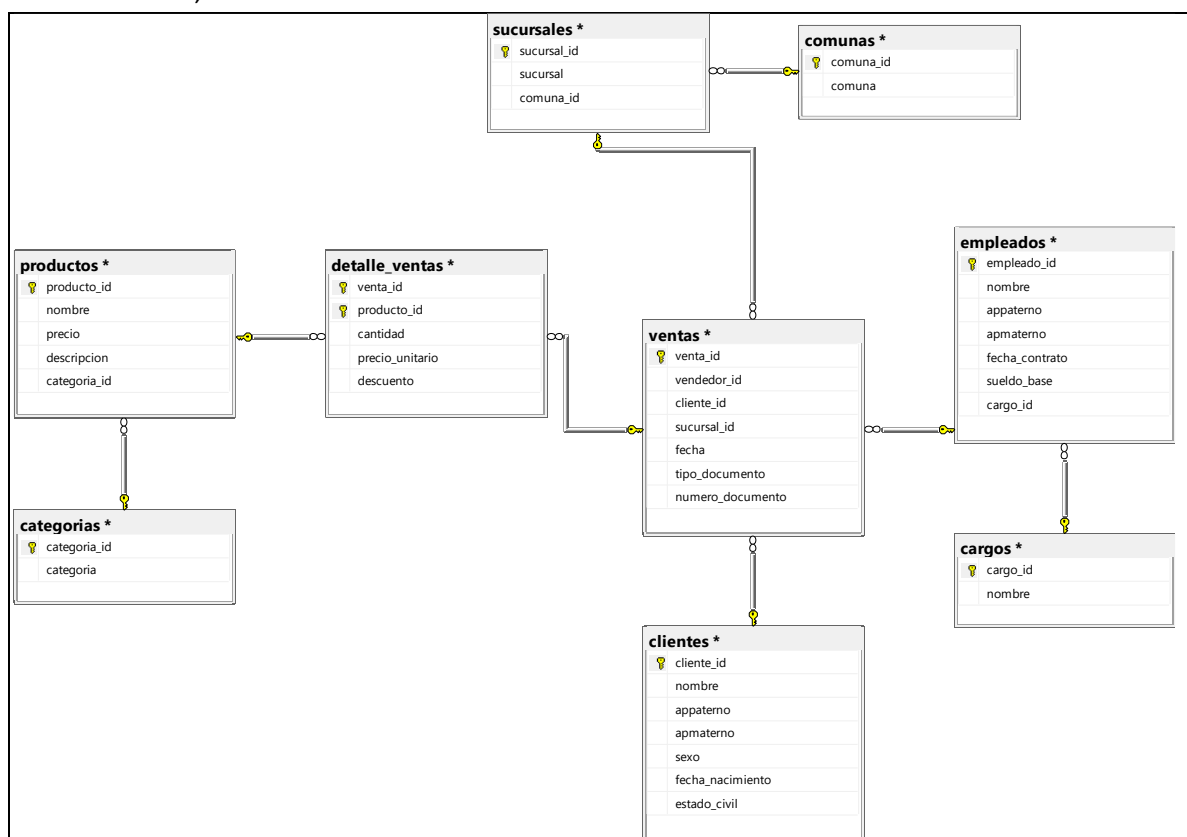 sucursales *
sucursal_id
sucursal
comuna_id
comunas *
comuna_id
comuna
productos *
producto_id
nombre
precio
descripcion
categoria_id
detalle_ventas *
venta_id
producto_id
cantidad
precio_unitario
descuento
ventas *
venta_id
vendedor_id
cliente_id
sucursal_id
fecha
tipo_documento
numero_documento
empleados *
empleado_id
nombre
appaterno
apmaterno
fecha_contrato
sueldo_base
cargo_id
categorias *
categoria_id
categoria
cargos *
cargo_id
nombre
clientes *
cliente_id
nombre
appaterno
apmaterno
sexo
fecha_nacimiento
estado_civil